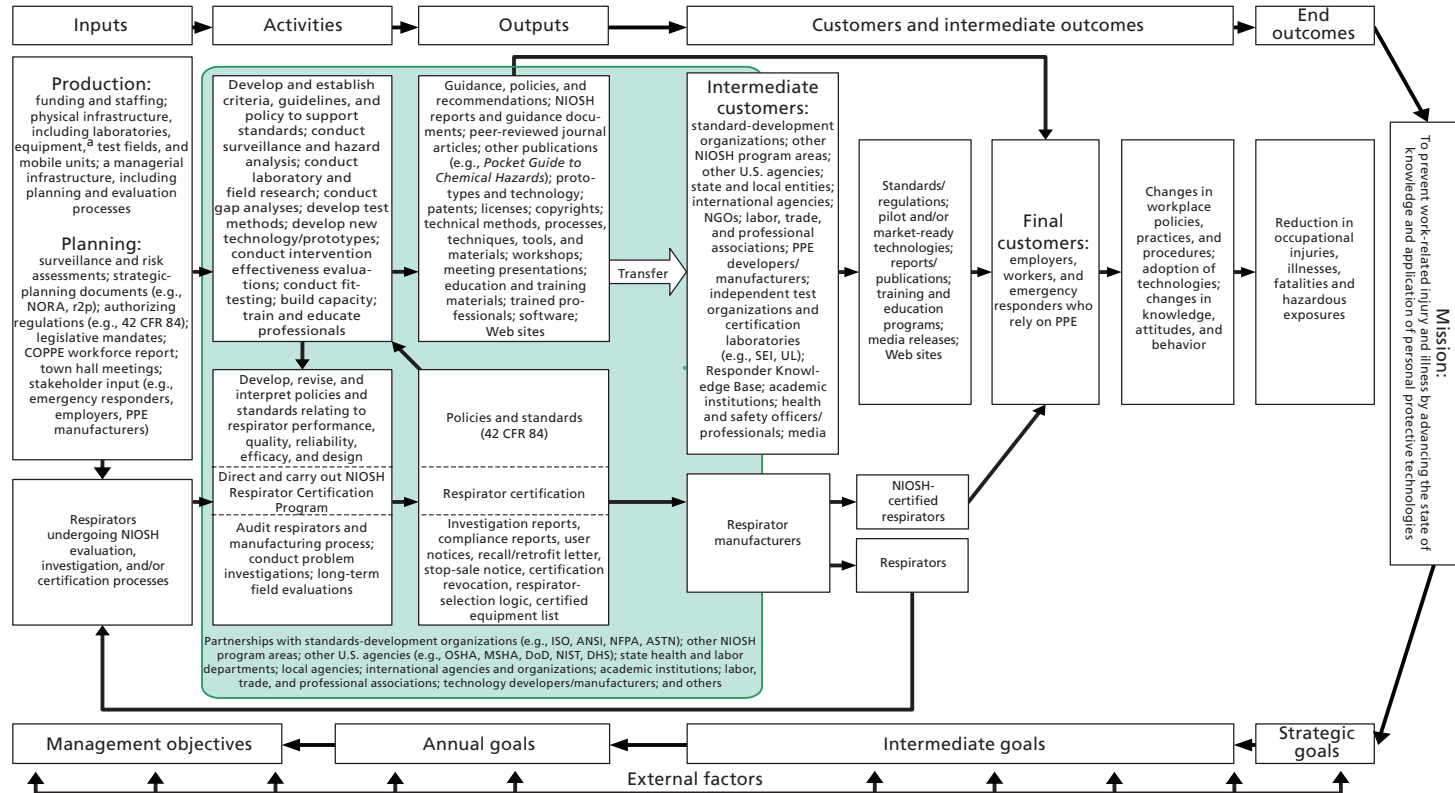 Inputs
Activities
Outputs
Customers and intermediate outcomes
End
outcomes
Production:
funding and staffing;
physical infrastructure,
including laboratories,
equipment,a test fields, and
mobile units; a managerial
infrastructure, including
planning and evaluation
processes
Planning:
surveillance and risk
assessments; strategic-
planning documents (e.g.,
NORA, r2p); authorizing
regulations (e.g., 42 CFR 84);
legislative mandates;
COPPE workforce report;
town hall meetings;
stakeholder input (e.g.,
emergency responders,
employers, PPE
manufacturers)
Respirators
undergoing NIOSH
evaluation,
investigation, and/or
certification processes
Develop and establish
criteria, guidelines, and
policy to support
standards; conduct
surveillance and hazard
analysis; conduct
laboratory and
field research; conduct
gap analyses; develop test
methods; develop new
technology/prototypes;
conduct intervention
effectiveness evalua-
tions; conduct fit-
testing; build capacity;
train and educate
professionals
Develop, revise, and
interpret policies and
standards relating to
respirator performance,
quality, reliability,
efficacy, and design
Direct and carry out NIOSH
Respirator Certification
Program
Audit respirators and
manufacturing process;
conduct problem
investigations; long-term
field evaluations
Guidance, policies, and
recommendations; NIOSH
reports and guidance docu-
ments; peer-reviewed journal
articles; other publications
(e.g., Pocket Guide to
Chemical Hazards); proto-
types and technology;
patents; licenses; copyrights;
technical methods, processes,
techniques, tools, and
materials; workshops;
meeting presentations;
education and training
materials; trained pro-
fessionals; software;
Web sites
Policies and standards
(42 CFR 84)
Respirator certification
Investigation reports,
compliance reports, user
notices, recall/retrofit letter,
stop-sale notice, certification
revocation, respirator-
selection logic, certified
equipment list
Partnerships with standards-development organizations (e.g., ISO, ANSI, NFPA, ASTN); other NIOSH
program areas; other U.S. agencies (e.g., OSHA, MSHA, DoD, NIST, DHS); state health and labor
departments; local agencies; international agencies and organizations; academic institutions; labor,
trade, and professional associations; technology developers/manufacturers; and others
Transfer
Intermediate
customers:
standard-development
organizations; other
NIOSH program areas;
other U.S. agencies;
state and local entities;
international agencies;
NGOs; labor, trade,
and professional
associations; PPE
developers/
manufacturers;
independent test
organizations and
certification
laboratories
(e.g., SEI, UL);
Responder Knowl-
edge Base; academic
institutions; health
and safety officers/
professionals; media
Respirator
manufacturers
Standards/
regulations;
pilot and/or
market-ready
technologies;
reports/
publications;
training and
education
programs;
media releases;
Web sites
NIOSH-
certified
respirators
Respirators
Final
customers:
employers,
workers, and
emergency
responders who
rely on PPE
Changes in
workplace
policies,
practices, and
procedures;
adoption of
technologies;
changes in
knowledge,
attitudes, and
behavior
Reduction in
occupational
injuries,
illnesses,
fatalities and
hazardous
exposures
Mission:
To prevent work-related injury and illness by advancing the state of
knowledge and application of personal protective technologies
Management objectives
Annual goals
Intermediate goals
Strategic
goals
External factors